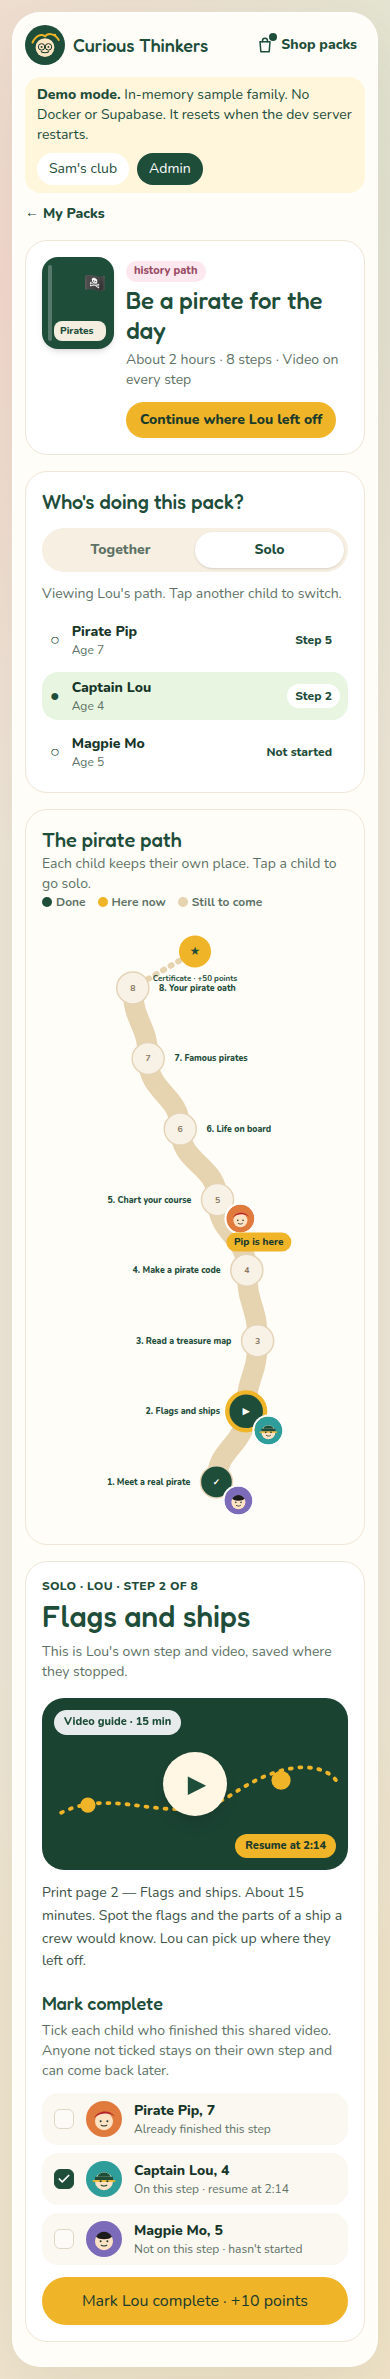 Curious Thinkers
Shop packs
Demo mode. In-memory sample family. No
Docker or Supabase. It resets when the dev server
restarts.
Sam's club
Admin
← My Packs
history path
Pirates
Be a pirate for the
day
About 2 hours · 8 steps · Video on
every step
Continue where Lou left off
Who's doing this pack?
Together
Solo
Viewing Lou's path. Tap another child to switch.
Pirate Pip
Age 7
Step 5
Captain Lou
Age 4
Step 2
Magpie Mo
Age 5
Not started
The pirate path
Each child keeps their own place. Tap a child to
go solo.
Done
Here now
Still to come
Certificate · +50 points
8
8. Your pirate oath
7
7. Famous pirates
6
6. Life on board
5. Chart your course
5
Pip is here
4. Make a pirate code
4
3. Read a treasure map
3
2. Flags and ships
1. Meet a real pirate
SOLO · LOU · STEP 2 OF 8
Flags and ships
This is Lou's own step and video, saved where
they stopped.
Video guide · 15 min
Resume at 2:14
Print page 2 — Flags and ships. About 15
minutes. Spot the flags and the parts of a ship a
crew would know. Lou can pick up where they
left off.
Mark complete
Tick each child who finished this shared video.
Anyone not ticked stays on their own step and
can come back later.
Pirate Pip, 7
Already finished this step
Captain Lou, 4
On this step · resume at 2:14
Magpie Mo, 5
Not on this step · hasn't started
Mark Lou complete · +10 points